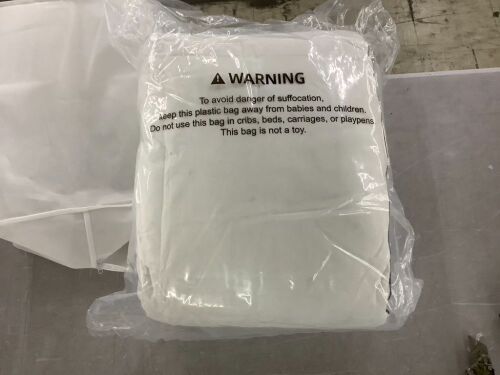 ⚠ WARNING
To avoid danger of suffocation,
keep this plastic bag away from babies and children.
Do not use this bag in cribs, beds, carriages, or playpens
This bag is not a toy.